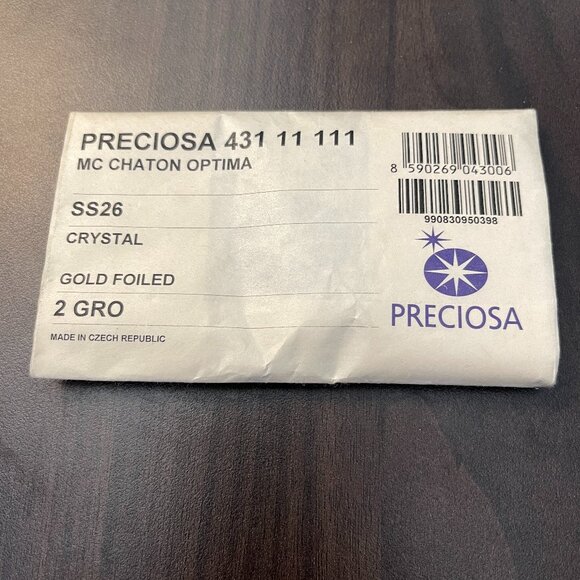 PRECIOSA 431 11 111
MC CHATON OPTIMA
SS26
CRYSTAL
GOLD FOILED
2 GRO
MADE IN CZECH REPUBLIC
8 590269 043006
990830950398
PRECIOSA